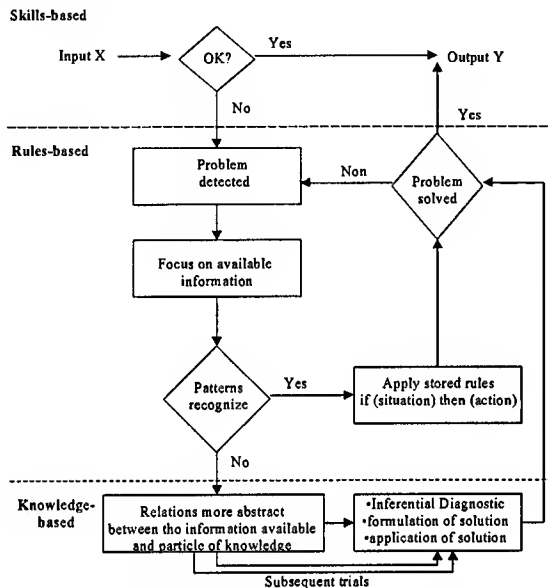 Skills-based
Input X
OK?
Yes
Output Y
No
Yes
Rules-based
Problem
detected
Non
Problem
solved
Focus on available
information
Patterns
recognize
Yes
Apply stored rules
if (situation) then (action)
No
Knowledge-
based
Relations more abstract
between tho information available
and particle of knowledge
•Inferential Diagnostic
•formulation of solution
•application of solution
Subsequent trials